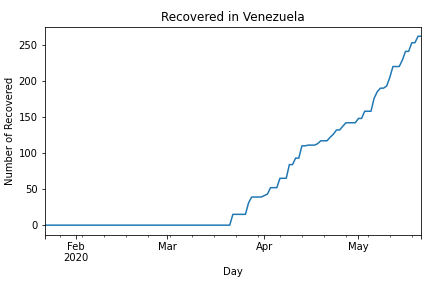 Recovered in Venezuela
Number of Recovered
250
200
150
100
50
0
Feb
2020
Mar
Apr
May
Day